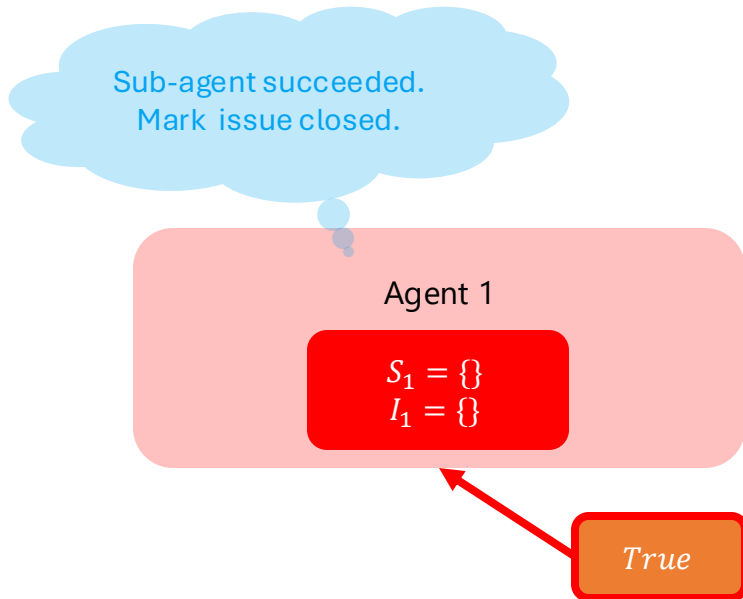 Sub-agent succeeded.
Mark issue closed.
Agent 1
S₁ = {}
I₁ = {}
True